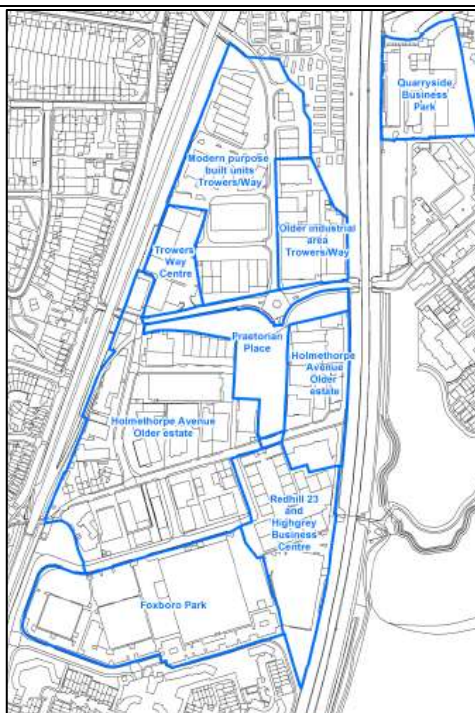 Quarryside
Business
Park
Modern purpose
built units
Trowers/Way
Older industrial
area
Trowers/Way
Trowers
Way
Centre
Praetorian
Place
Holmethorpe
Avenue
Older
estate
Holmethorpe Avenue
Older estate
Redhill 23
and
Highgrey
Business
Centre
Foxboro Park